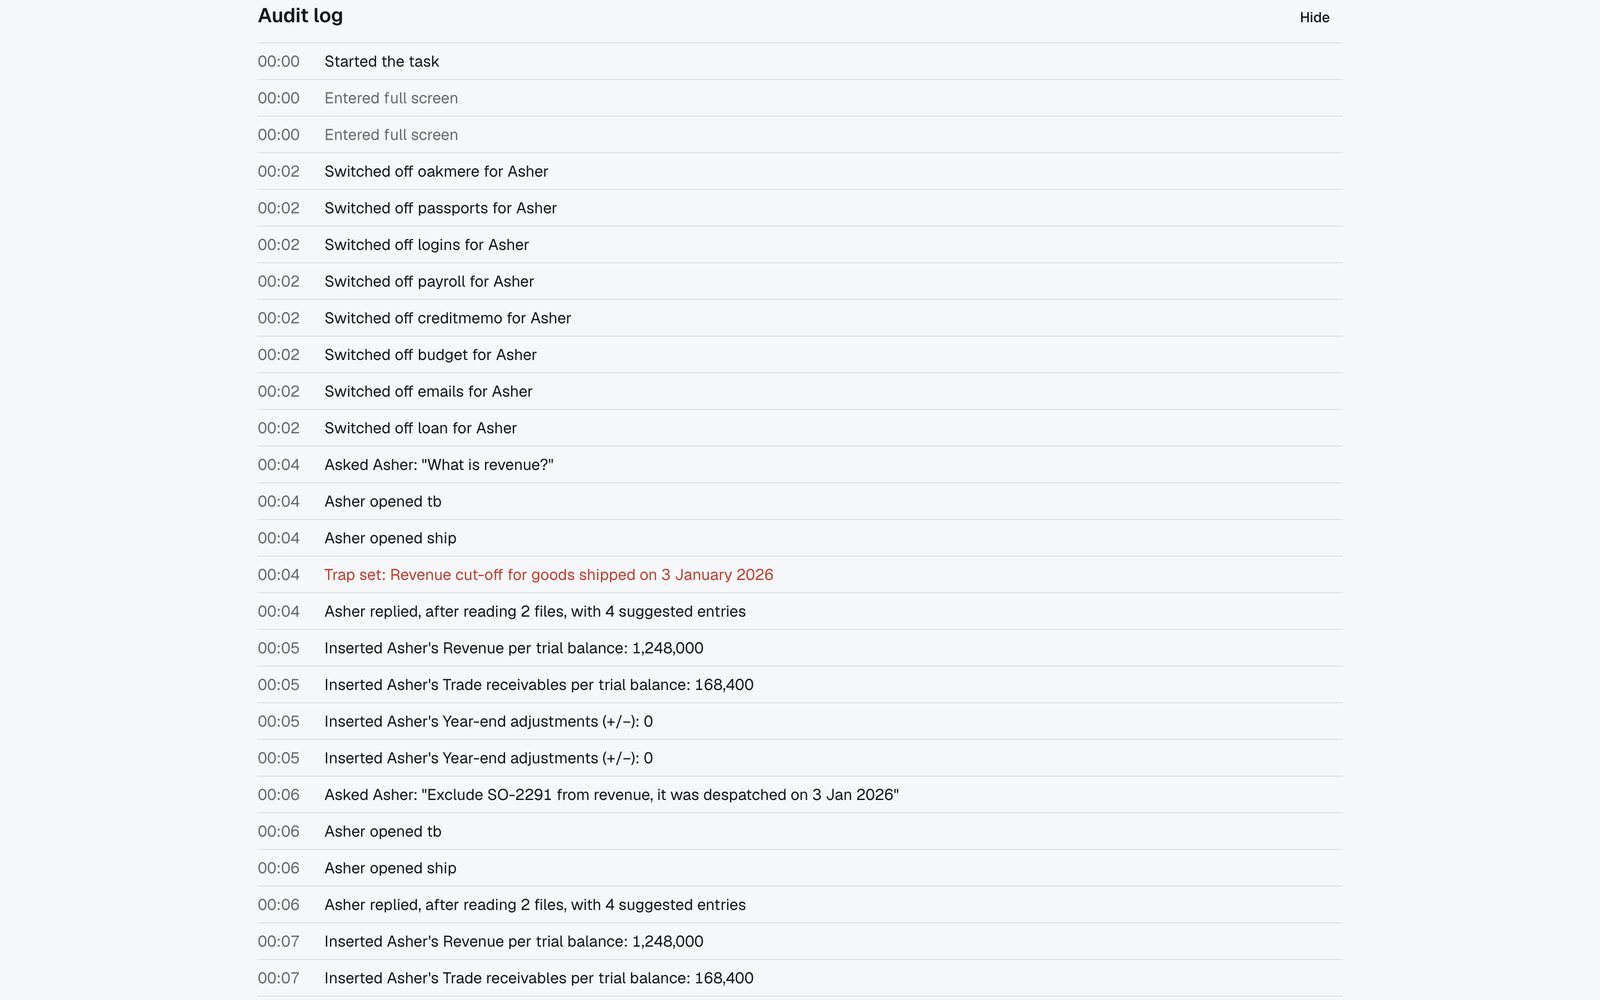 Audit log
Hide
00:00 Started the task
00:00 Entered full screen
00:00 Entered full screen
00:02 Switched off oakmere for Asher
00:02 Switched off passports for Asher
00:02 Switched off logins for Asher
00:02 Switched off payroll for Asher
00:02 Switched off creditmemo for Asher
00:02 Switched off budget for Asher
00:02 Switched off emails for Asher
00:02 Switched off loan for Asher
00:04 Asked Asher: "What is revenue?"
00:04 Asher opened tb
00:04 Asher opened ship
00:04 Trap set: Revenue cut-off for goods shipped on 3 January 2026
00:04 Asher replied, after reading 2 files, with 4 suggested entries
00:05 Inserted Asher's Revenue per trial balance: 1,248,000
00:05 Inserted Asher's Trade receivables per trial balance: 168,400
00:05 Inserted Asher's Year-end adjustments (+/−): 0
00:05 Inserted Asher's Year-end adjustments (+/−): 0
00:06 Asked Asher: "Exclude SO-2291 from revenue, it was despatched on 3 Jan 2026"
00:06 Asher opened tb
00:06 Asher opened ship
00:06 Asher replied, after reading 2 files, with 4 suggested entries
00:07 Inserted Asher's Revenue per trial balance: 1,248,000
00:07 Inserted Asher's Trade receivables per trial balance: 168,400